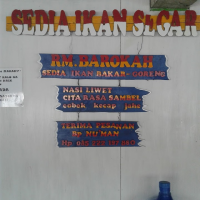 SEDIA IKAN SEGAR
R.M. BAROKAH
SEDIA: IKAN BAKAR - GORENG
NASI LIWET
CITA RASA SAMBEL
cobek - kecap - jahe
TERIMA PESANAN
Bp. NU'MAN